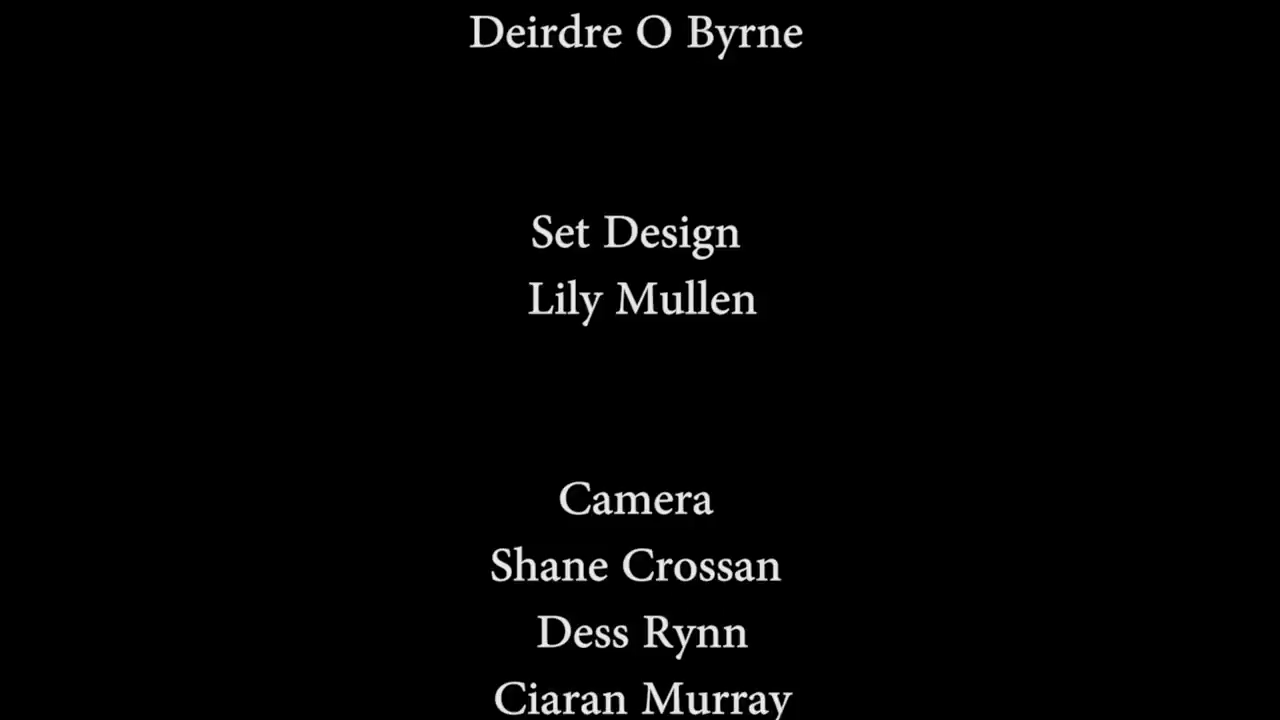 Deirdre O Byrne
Set Design
Lily Mullen
Camera
Shane Crossan
Dess Rynn
Ciaran Murray